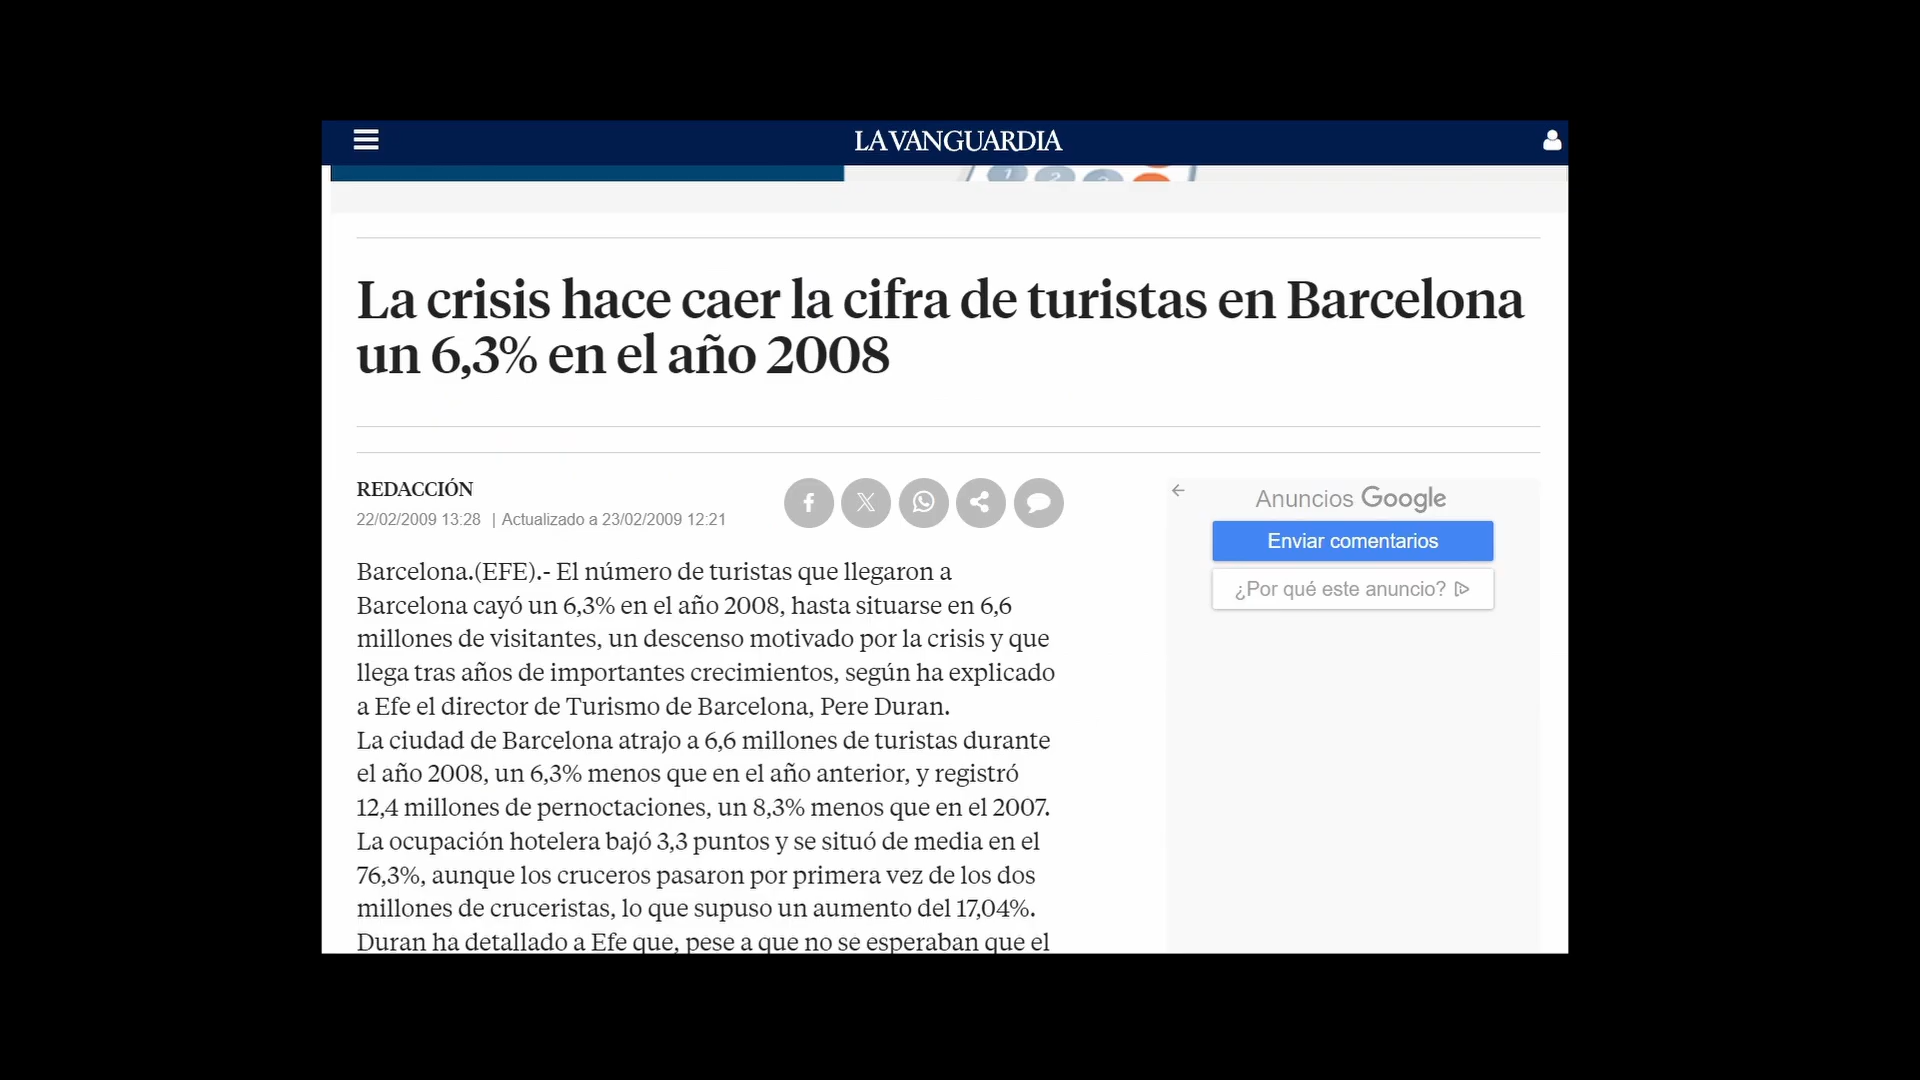 LA VANGUARDIA
1 2 3
La crisis hace caer la cifra de turistas en Barcelona
un 6,3% en el año 2008
REDACCIÓN
22/02/2009 13:28 | Actualizado a 23/02/2009 12:21
Anuncios Google
Enviar comentarios
¿Por qué este anuncio?
Barcelona.(EFE).- El número de turistas que llegaron a
Barcelona cayó un 6,3% en el año 2008, hasta situarse en 6,6
millones de visitantes, un descenso motivado por la crisis y que
llega tras años de importantes crecimientos, según ha explicado
a Efe el director de Turismo de Barcelona, Pere Duran.
La ciudad de Barcelona atrajo a 6,6 millones de turistas durante
el año 2008, un 6,3% menos que en el año anterior, y registró
12,4 millones de pernoctaciones, un 8,3% menos que en el 2007.
La ocupación hotelera bajó 3,3 puntos y se situó de media en el
76,3%, aunque los cruceros pasaron por primera vez de los dos
millones de cruceristas, lo que supuso un aumento del 17,04%.
Duran ha detallado a Efe que, pese a que no se esperaban que el